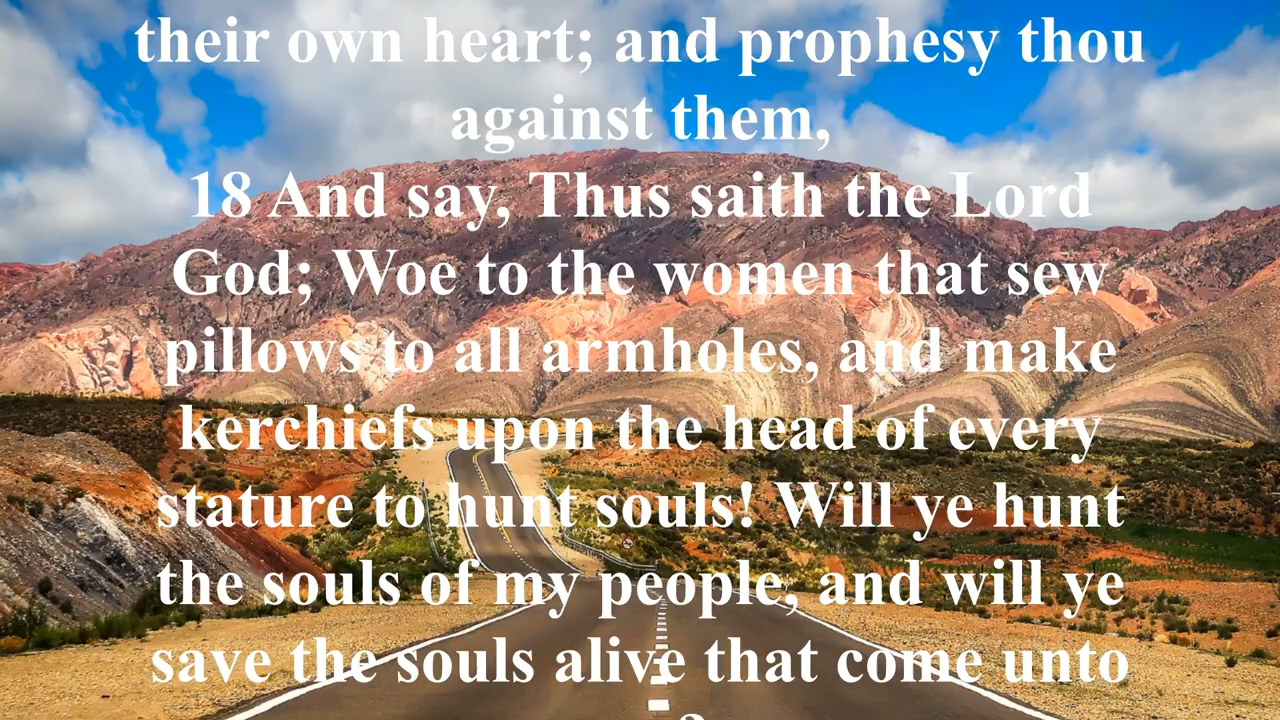 their own heart; and prophesy thou
against them,
18 And say, Thus saith the Lord
God; Woe to the women that sew
pillows to all armholes, and make
kerchiefs upon the head of every
stature to hunt souls! Will ye hunt
the souls of my people, and will ye
save the souls alive that come unto